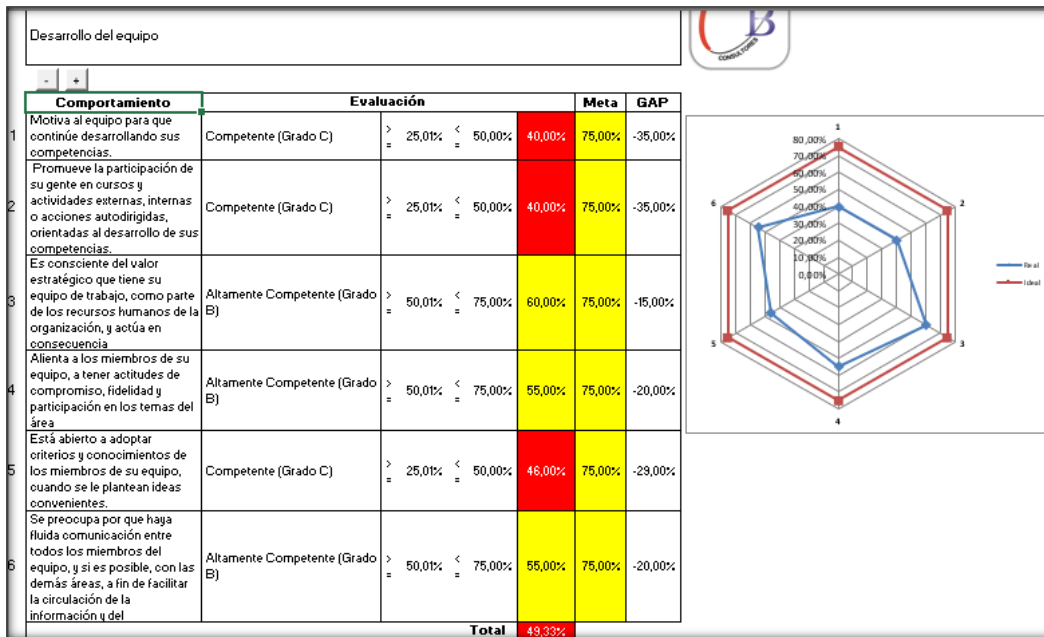 B
CONSULTORES
Desarrollo del equipo
- +
Comportamiento Evaluación Meta GAP
1
Motiva al equipo para que
continúe desarrollando sus
competencias.
Competente (Grado C) >= 25,01% <= 50,00% 40,00% 75,00% -35,00%
2
Promueve la participación de
su gente en cursos y
actividades externas, internas
o acciones autodirigidas,
orientadas al desarrollo de sus
competencias.
Competente (Grado C) >= 25,01% <= 50,00% 40,00% 75,00% -35,00%
3
Es consciente del valor
estratégico que tiene su
equipo de trabajo, como parte
de los recursos humanos de la
organización, y actúa en
consecuencia
Altamente Competente (Grado
B)
>= 50,01% <= 75,00% 60,00% 75,00% -15,00%
4
Alienta a los miembros de su
equipo, a tener actitudes de
compromiso, fidelidad y
participación en los temas del
área
Altamente Competente (Grado
B)
>= 50,01% <= 75,00% 55,00% 75,00% -20,00%
5
Está abierto a adoptar
criterios y conocimientos de
los miembros de su equipo,
cuando se le plantean ideas
convenientes.
Competente (Grado C) >= 25,01% <= 50,00% 46,00% 75,00% -29,00%
6
Se preocupa por que haya
fluida comunicación entre
todos los miembros del
equipo, y si es posible, con las
demás áreas, a fin de facilitar
la circulación de la
información y del
Altamente Competente (Grado
B)
>= 50,01% <= 75,00% 55,00% 75,00% -20,00%
Total 49,33%
1
80,00%
70,00%
60,00%
50,00%
40,00%
30,00%
20,00%
10,00%
0,00%
6
2
5
3
4
Real
Ideal